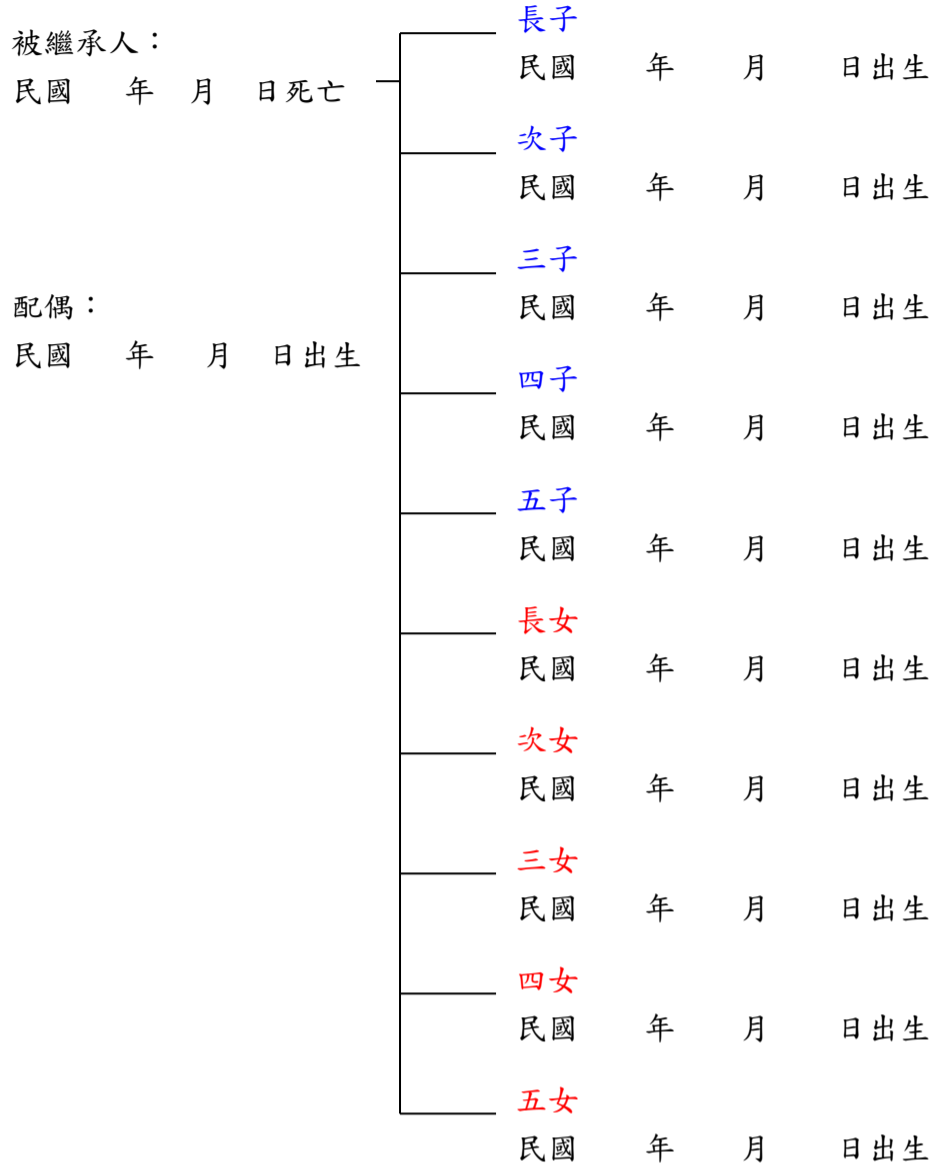 被繼承人：
民國 年 月 日死亡
配偶：
民國 年 月 日出生
長子
民國 年 月 日出生
次子
民國 年 月 日出生
三子
民國 年 月 日出生
四子
民國 年 月 日出生
五子
民國 年 月 日出生
長女
民國 年 月 日出生
次女
民國 年 月 日出生
三女
民國 年 月 日出生
四女
民國 年 月 日出生
五女
民國 年 月 日出生